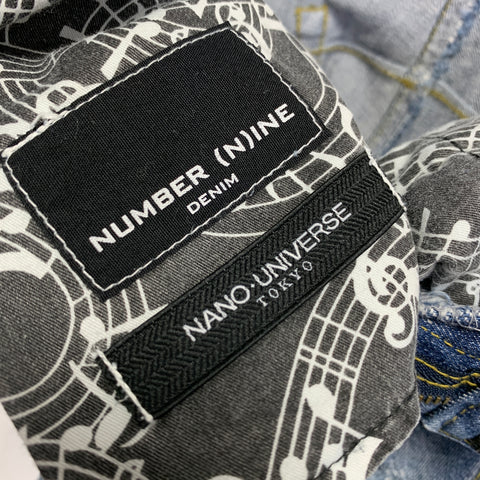 NUMBER (N)INE
DENIM
NANO·UNIVERSE
TOKYO